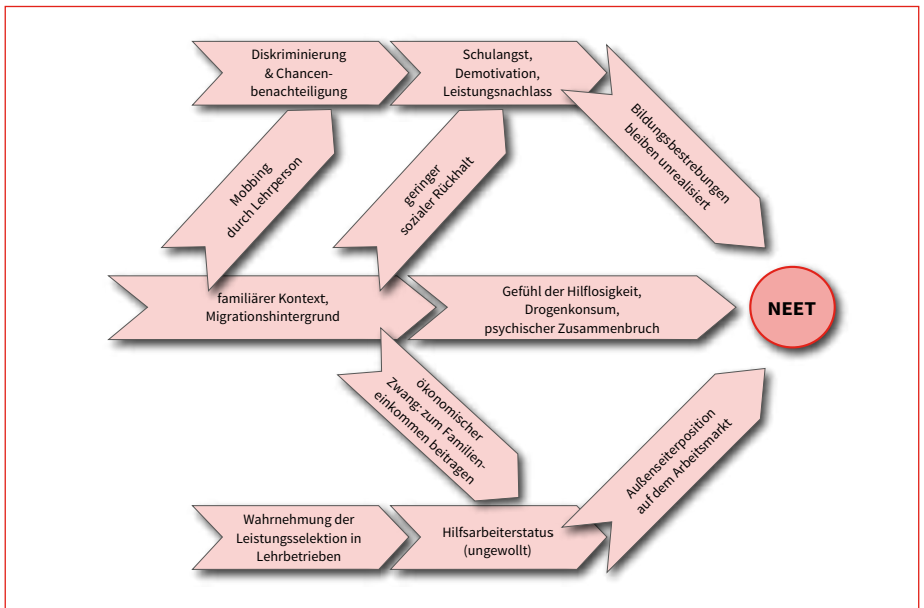 Diskriminierung
& Chancen-
benachteiligung
Schulangst,
Demotivation,
Leistungsnachlass
Bildungsbestrebungen
bleiben unrealisiert
Mobbing
durch Lehrperson
geringer
sozialer Rückhalt
familiärer Kontext,
Migrationshintergrund
Gefühl der Hilflosigkeit,
Drogenkonsum,
psychischer Zusammenbruch
NEET
ökonomischer
Zwang: zum Familien-
einkommen beitragen
Außenseiterposition
auf dem Arbeitsmarkt
Wahrnehmung der
Leistungsselektion in
Lehrbetrieben
Hilfsarbeiterstatus
(ungewollt)